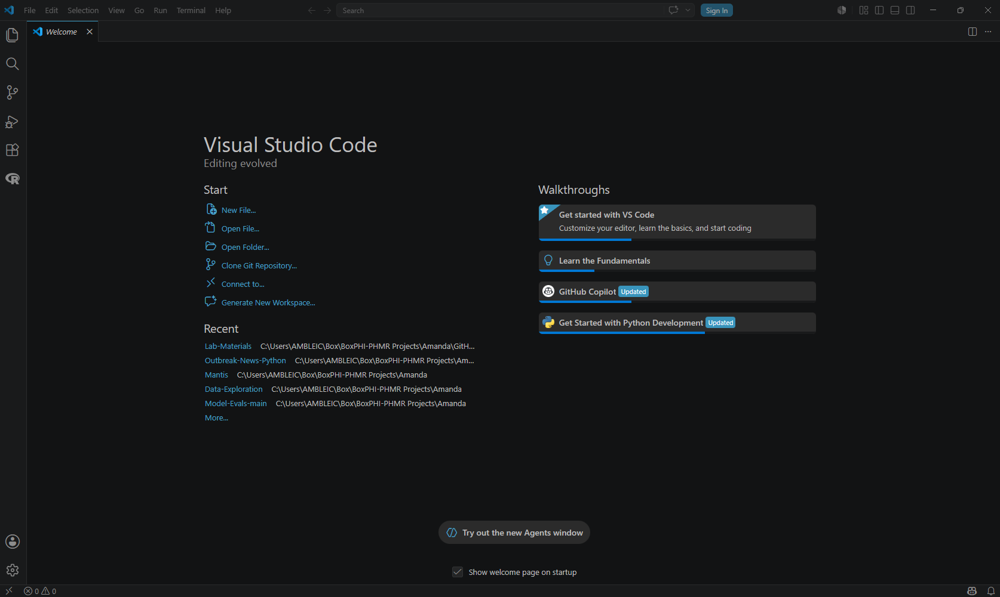 File Edit Selection View Go Run Terminal Help Search Sign In
Welcome
Visual Studio Code
Editing evolved
Start
New File...
Open File...
Open Folder...
Clone Git Repository...
Connect to...
Generate New Workspace...
Recent
Lab-Materials C:\Users\AMBLEIC\Box\BoxPHI-PHMR Projects\Amanda\GitH...
Outbreak-News-Python C:\Users\AMBLEIC\Box\BoxPHI-PHMR Projects\Am...
Mantis C:\Users\AMBLEIC\Box\BoxPHI-PHMR Projects\Amanda
Data-Exploration C:\Users\AMBLEIC\Box\BoxPHI-PHMR Projects\Amanda
Model-Evals-main C:\Users\AMBLEIC\Box\BoxPHI-PHMR Projects\Amanda
More...
Walkthroughs
Get started with VS Code
Customize your editor, learn the basics, and start coding
Learn the Fundamentals
GitHub Copilot Updated
Get Started with Python Development Updated
Try out the new Agents window
Show welcome page on startup
0 0